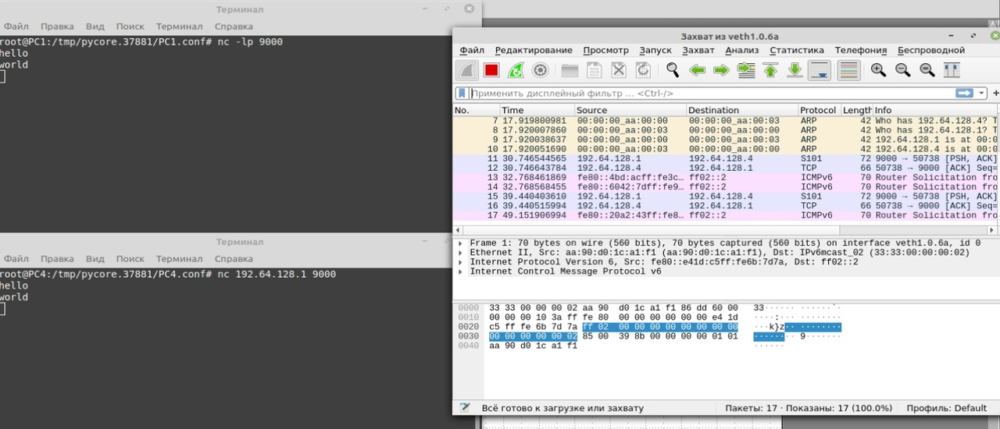 Терминал
Файл Правка Вид Поиск Терминал Справка
root@PC1:/tmp/pycore.37881/PC1.conf# nc -lp 9000
hello
world
Терминал
Файл Правка Вид Поиск Терминал Справка
root@PC4:/tmp/pycore.37881/PC4.conf# nc 192.64.128.1 9000
hello
world
Захват из veth1.0.6a
Файл Редактирование Просмотр Запуск Захват Анализ Статистика Телефония Беспроводной
Применить дисплейный фильтр ... <Ctrl-/>
No. Time Source Destination Protocol Length Info
7 17.919800981 00:00:00_aa:00:00 00:00:00_aa:00:03 ARP 42 Who has 192.64.128.4? T
8 17.920007860 00:00:00_aa:00:03 00:00:00_aa:00:00 ARP 42 Who has 192.64.128.1? T
9 17.920038637 00:00:00_aa:00:00 00:00:00_aa:00:03 ARP 42 192.64.128.1 is at 00:0
10 17.920051690 00:00:00_aa:00:03 00:00:00_aa:00:00 ARP 42 192.64.128.4 is at 00:0
11 30.746544565 192.64.128.1 192.64.128.4 S101 72 9000 → 50738 [PSH, ACK]
12 30.746643784 192.64.128.4 192.64.128.1 TCP 66 50738 → 9000 [ACK] Seq=
13 32.768461869 fe80::4bd:acff:fe3c… ff02::2 ICMPv6 70 Router Solicitation fro
14 32.768568455 fe80::6042:7dff:fe9… ff02::2 ICMPv6 70 Router Solicitation fro
15 39.440403610 192.64.128.1 192.64.128.4 S101 72 9000 → 50738 [PSH, ACK]
16 39.440515994 192.64.128.4 192.64.128.1 TCP 66 50738 → 9000 [ACK] Seq=
17 49.151906994 fe80::20a2:43ff:fe8… ff02::2 ICMPv6 70 Router Solicitation fro
Frame 1: 70 bytes on wire (560 bits), 70 bytes captured (560 bits) on interface veth1.0.6a, id 0
Ethernet II, Src: aa:90:d0:1c:a1:f1 (aa:90:d0:1c:a1:f1), Dst: IPv6mcast_02 (33:33:00:00:00:02)
Internet Protocol Version 6, Src: fe80::e41d:c5ff:fe6b:7d7a, Dst: ff02::2
Internet Control Message Protocol v6
0000 33 33 00 00 00 02 aa 90 d0 1c a1 f1 86 dd 60 00 33······ ······`·
0010 00 00 00 10 3a ff fe 80 00 00 00 00 00 00 e4 1d ····:··· ········
0020 c5 ff fe 6b 7d 7a ff 02 00 00 00 00 00 00 00 00 ···k}z·· ········
0030 00 00 00 00 00 02 85 00 39 8b 00 00 00 00 01 01 ········ 9·······
0040 aa 90 d0 1c a1 f1 ······
Всё готово к загрузке или захвату Пакеты: 17 · Показаны: 17 (100.0%) Профиль: Default